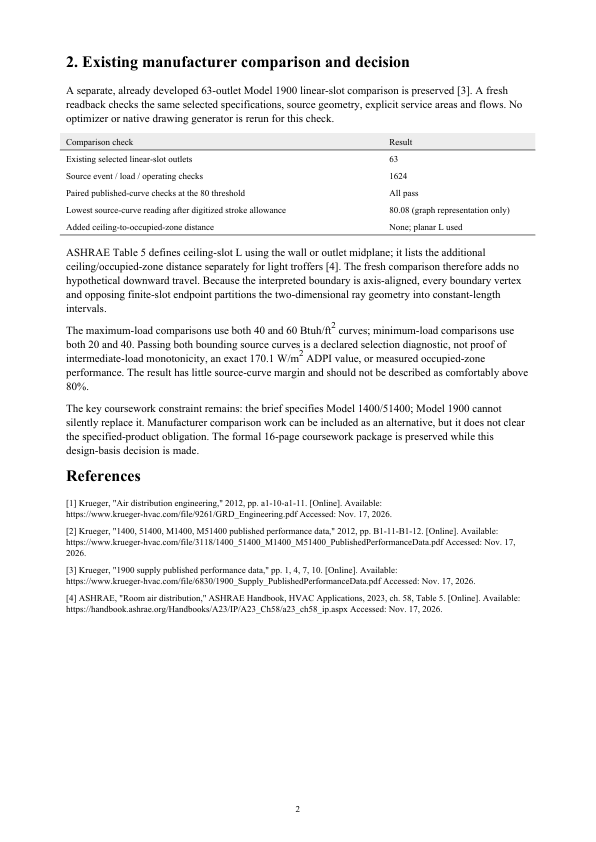 2. Existing manufacturer comparison and decision
A separate, already developed 63-outlet Model 1900 linear-slot comparison is preserved [3]. A fresh
readback checks the same selected specifications, source geometry, explicit service areas and flows. No
optimizer or native drawing generator is rerun for this check.
Comparison check Result
Existing selected linear-slot outlets 63
Source event / load / operating checks 1624
Paired published-curve checks at the 80 threshold All pass
Lowest source-curve reading after digitized stroke allowance 80.08 (graph representation only)
Added ceiling-to-occupied-zone distance None; planar L used
ASHRAE Table 5 defines ceiling-slot L using the wall or outlet midplane; it lists the additional
ceiling/occupied-zone distance separately for light troffers [4]. The fresh comparison therefore adds no
hypothetical downward travel. Because the interpreted boundary is axis-aligned, every boundary vertex
and opposing finite-slot endpoint partitions the two-dimensional ray geometry into constant-length
intervals.
The maximum-load comparisons use both 40 and 60 Btuh/ft2 curves; minimum-load comparisons use
both 20 and 40. Passing both bounding source curves is a declared selection diagnostic, not proof of
intermediate-load monotonicity, an exact 170.1 W/m2 ADPI value, or measured occupied-zone
performance. The result has little source-curve margin and should not be described as comfortably above
80%.
The key coursework constraint remains: the brief specifies Model 1400/51400; Model 1900 cannot
silently replace it. Manufacturer comparison work can be included as an alternative, but it does not clear
the specified-product obligation. The formal 16-page coursework package is preserved while this
design-basis decision is made.
References
[1] Krueger, "Air distribution engineering," 2012, pp. a1-10-a1-11. [Online]. Available:
https://www.krueger-hvac.com/file/9261/GRD_Engineering.pdf Accessed: Nov. 17, 2026.
[2] Krueger, "1400, 51400, M1400, M51400 published performance data," 2012, pp. B1-11-B1-12. [Online]. Available:
https://www.krueger-hvac.com/file/3118/1400_51400_M1400_M51400_PublishedPerformanceData.pdf Accessed: Nov. 17,
2026.
[3] Krueger, "1900 supply published performance data," pp. 1, 4, 7, 10. [Online]. Available:
https://www.krueger-hvac.com/file/6830/1900_Supply_PublishedPerformanceData.pdf Accessed: Nov. 17, 2026.
[4] ASHRAE, "Room air distribution," ASHRAE Handbook, HVAC Applications, 2023, ch. 58, Table 5. [Online]. Available:
https://handbook.ashrae.org/Handbooks/A23/IP/A23_Ch58/a23_ch58_ip.aspx Accessed: Nov. 17, 2026.
2